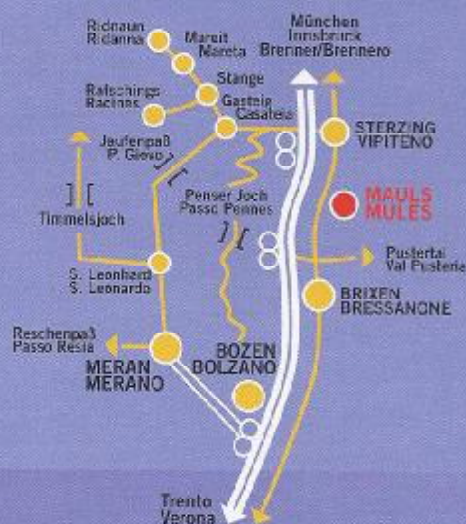 Ridnaun
Ridanna
Mareit
Mareta
München
Innsbruck
Brenner/Brennero
Stange
Ratschings
Racines
Gasteig
Casateia
Jaufenpaß
P. Giovo
STERZING
VIPITENO
Timmelsjoch
Penser Joch
Passo Pennes
MAULS
MULES
Pustertal
Val Pusteria
S. Leonhard
S. Leonardo
BRIXEN
BRESSANONE
Reschenpaß
Passo Resia
MERAN
MERANO
BOZEN
BOLZANO
Trento
Verona